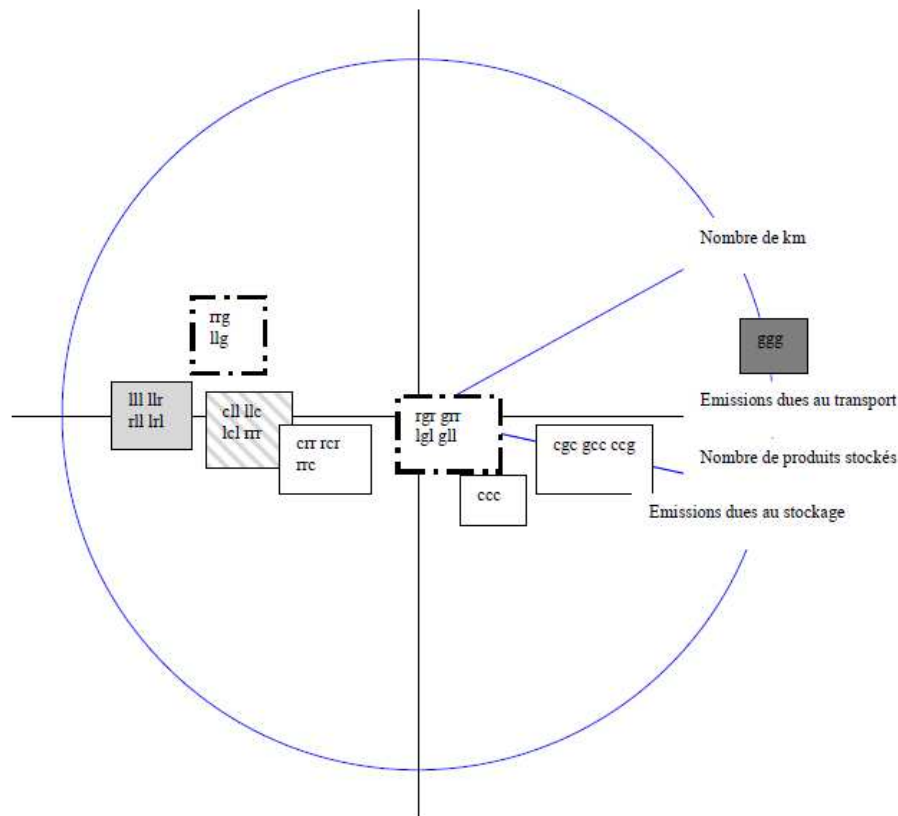 Nombre de km
rrg
llg
ggg
lll llr
rll lrl
cll llc
lcl rrr
rgr grr
lgl gll
Emissions dues au transport
crr rcr
rrc
cgc gcc ccg
Nombre de produits stockés
ccc
Emissions dues au stockage